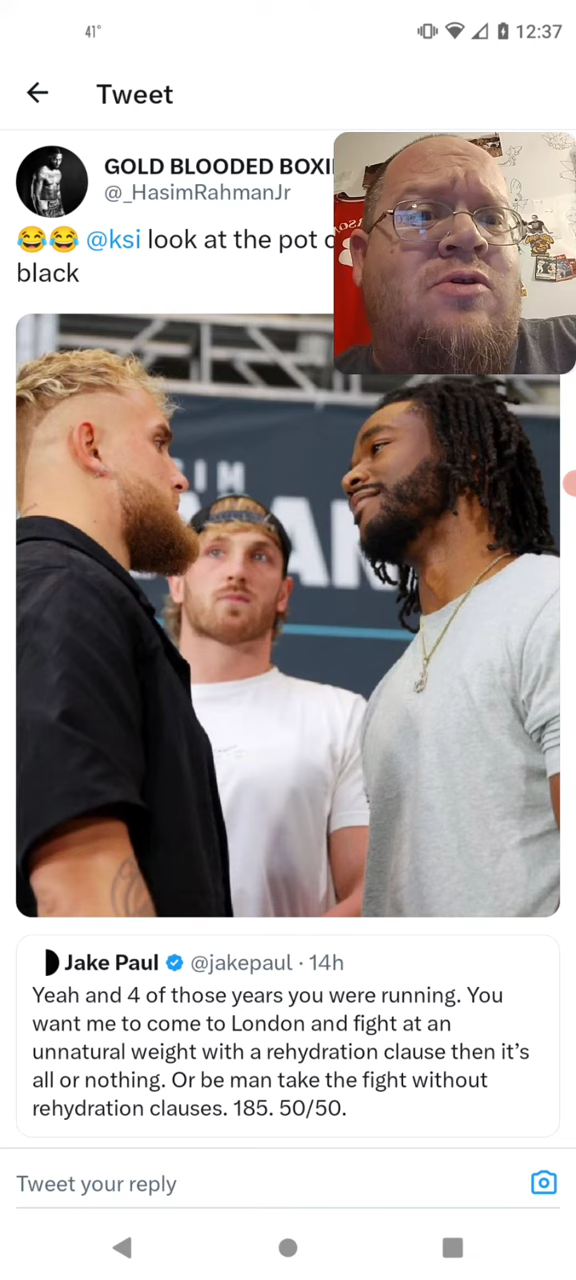 41°
12:37
Tweet
GOLD BLOODED
@_HasimRahmanJr
😂😂 @ksi look at the pot
black
Jake Paul @jakepaul · 14h
Yeah and 4 of those years you were running. You
want me to come to London and fight at an
unnatural weight with a rehydration clause then it's
all or nothing. Or be man take the fight without
rehydration clauses. 185. 50/50.
Tweet your reply